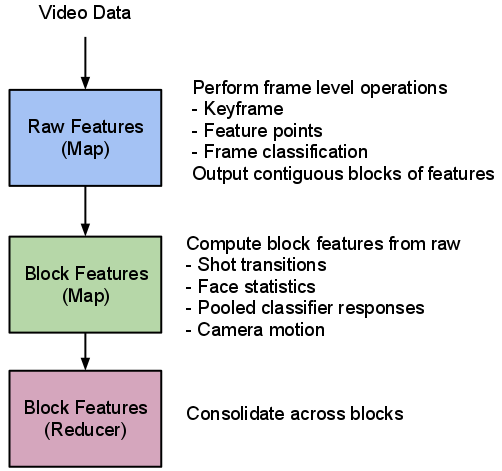 Video Data
Raw Features
(Map)
Perform frame level operations
- Keyframe
- Feature points
- Frame classification
Output contiguous blocks of features
Block Features
(Map)
Compute block features from raw
- Shot transitions
- Face statistics
- Pooled classifier responses
- Camera motion
Block Features
(Reducer)
Consolidate across blocks